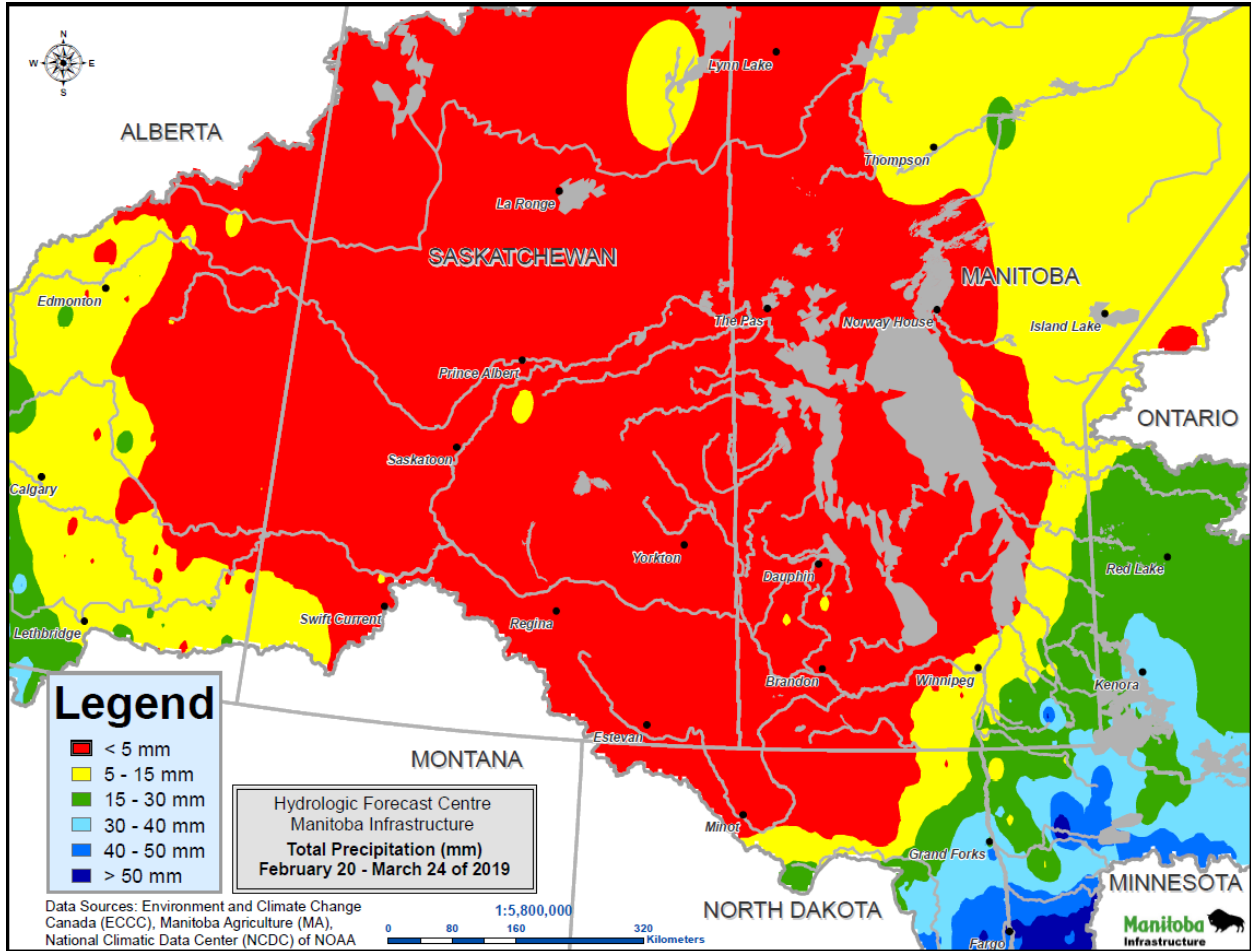 N
W E
S
Lynn Lake
ALBERTA
Thompson
La Ronge
SASKATCHEWAN
MANITOBA
Edmonton
The Pas
Norway House
Island Lake
Prince Albert
ONTARIO
Saskatoon
Calgary
Yorkton
Dauphin
Red Lake
Lethbridge
Swift Current
Regina
Brandon
Winnipeg
Kenora
Estevan
MONTANA
Minot
Grand Forks
MINNESOTA
NORTH DAKOTA
Fargo
Legend
< 5 mm
5 - 15 mm
15 - 30 mm
30 - 40 mm
40 - 50 mm
> 50 mm
Hydrologic Forecast Centre
Manitoba Infrastructure
Total Precipitation (mm)
February 20 - March 24 of 2019
Data Sources: Environment and Climate Change
Canada (ECCC), Manitoba Agriculture (MA),
National Climatic Data Center (NCDC) of NOAA
1:5,800,000
0 80 160 320
Kilometers
Manitoba
Infrastructure